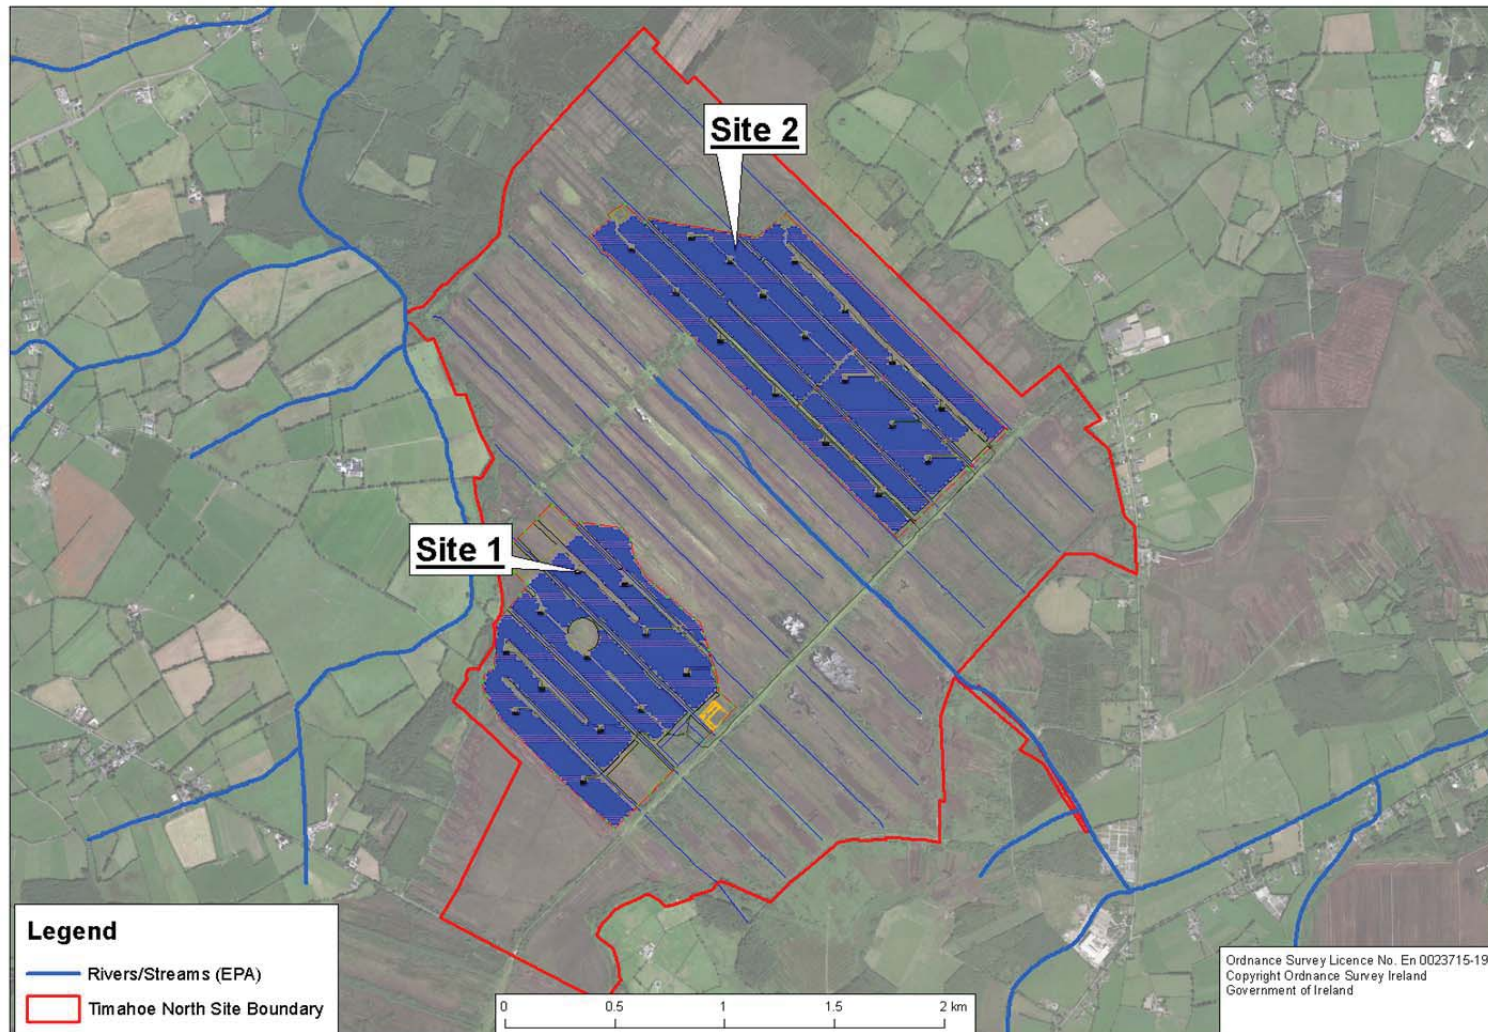 Site 2
Site 1
Legend
Rivers/Streams (EPA)
Timahoe North Site Boundary
0 0.5 1 1.5 2 km
Ordnance Survey Licence No. En 0023715-19
Copyright Ordnance Survey Ireland
Government of Ireland